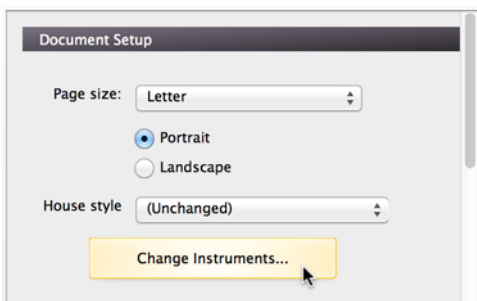 Document Setup
Page size: Letter
Portrait
Landscape
House style (Unchanged)
Change Instruments...